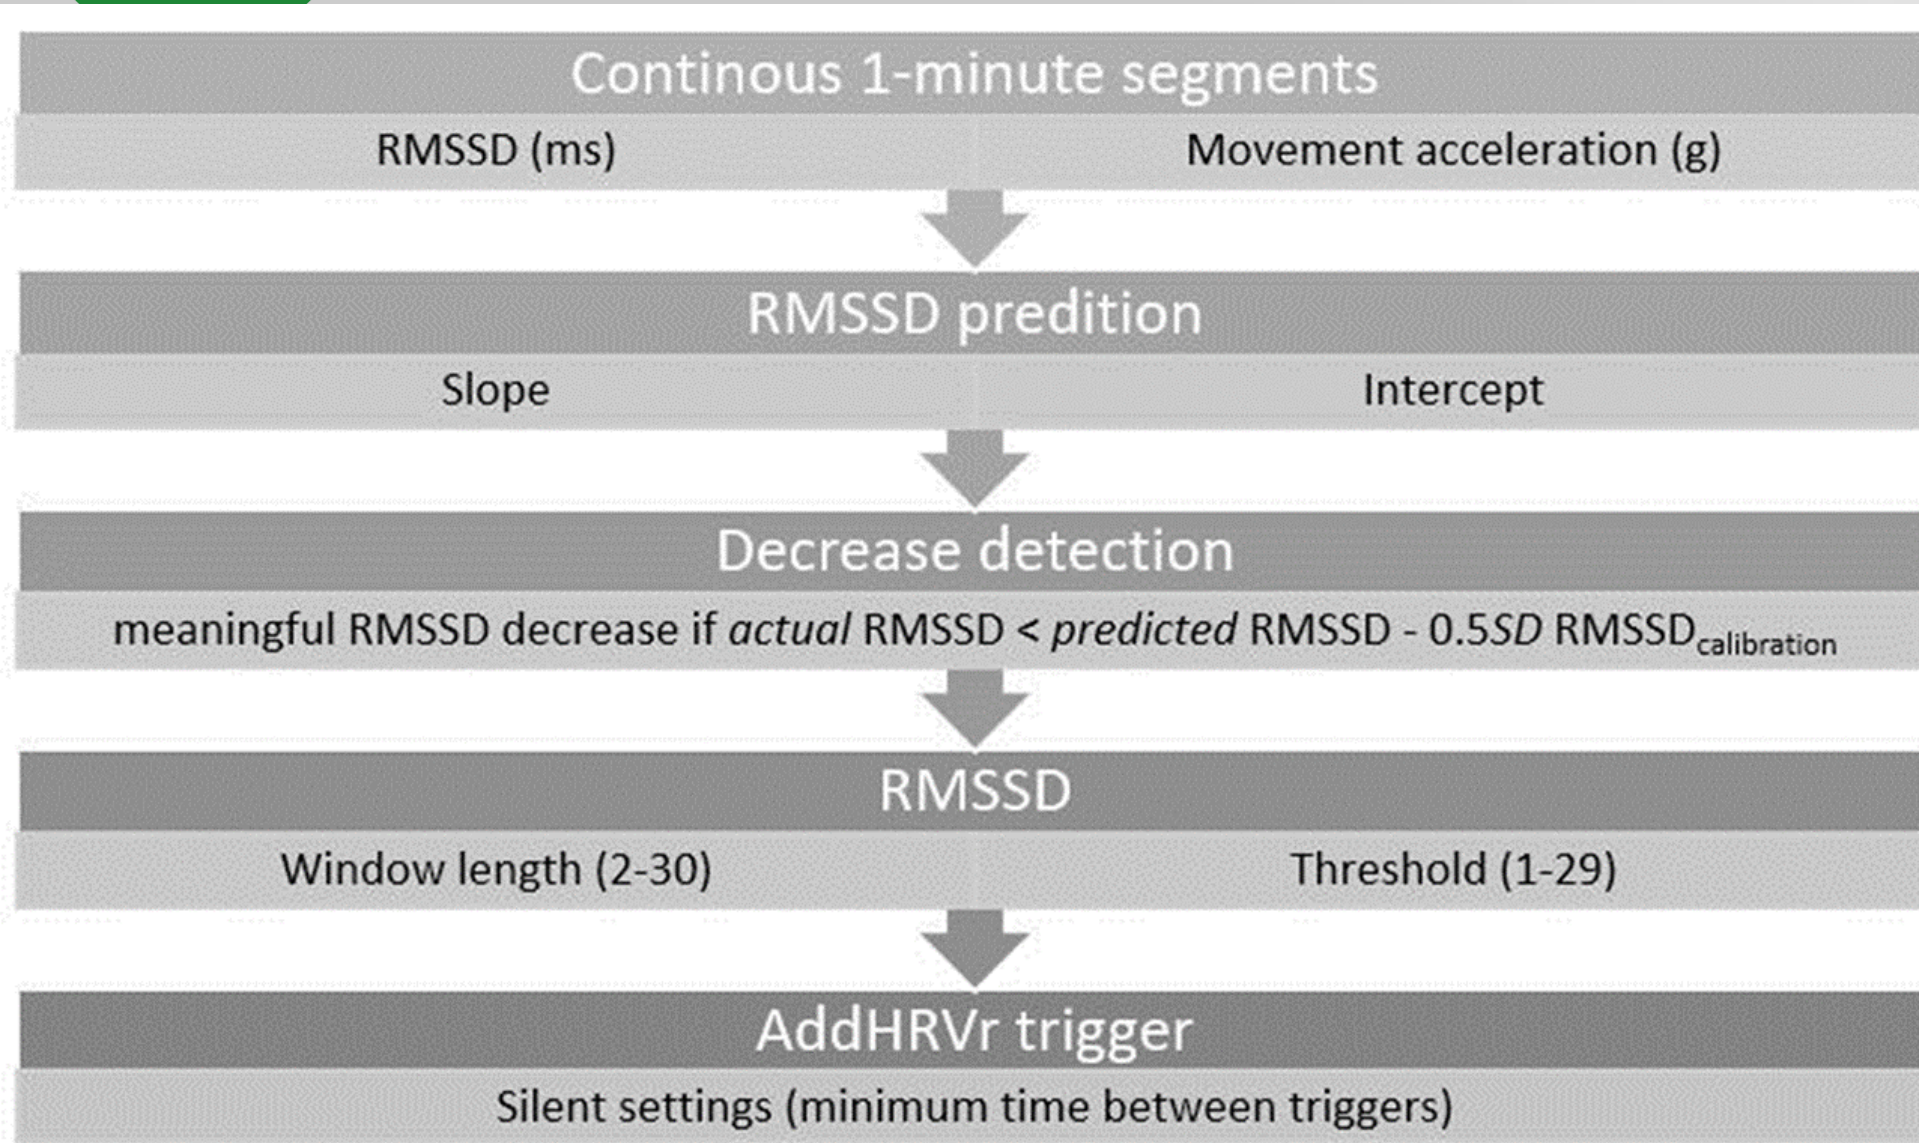 Continous 1-minute segments
RMSSD (ms) Movement acceleration (g)
RMSSD predition
Slope Intercept
Decrease detection
meaningful RMSSD decrease if actual RMSSD < predicted RMSSD - 0.5SD RMSSDcalibration
RMSSD
Window length (2-30) Threshold (1-29)
AddHRVr trigger
Silent settings (minimum time between triggers)